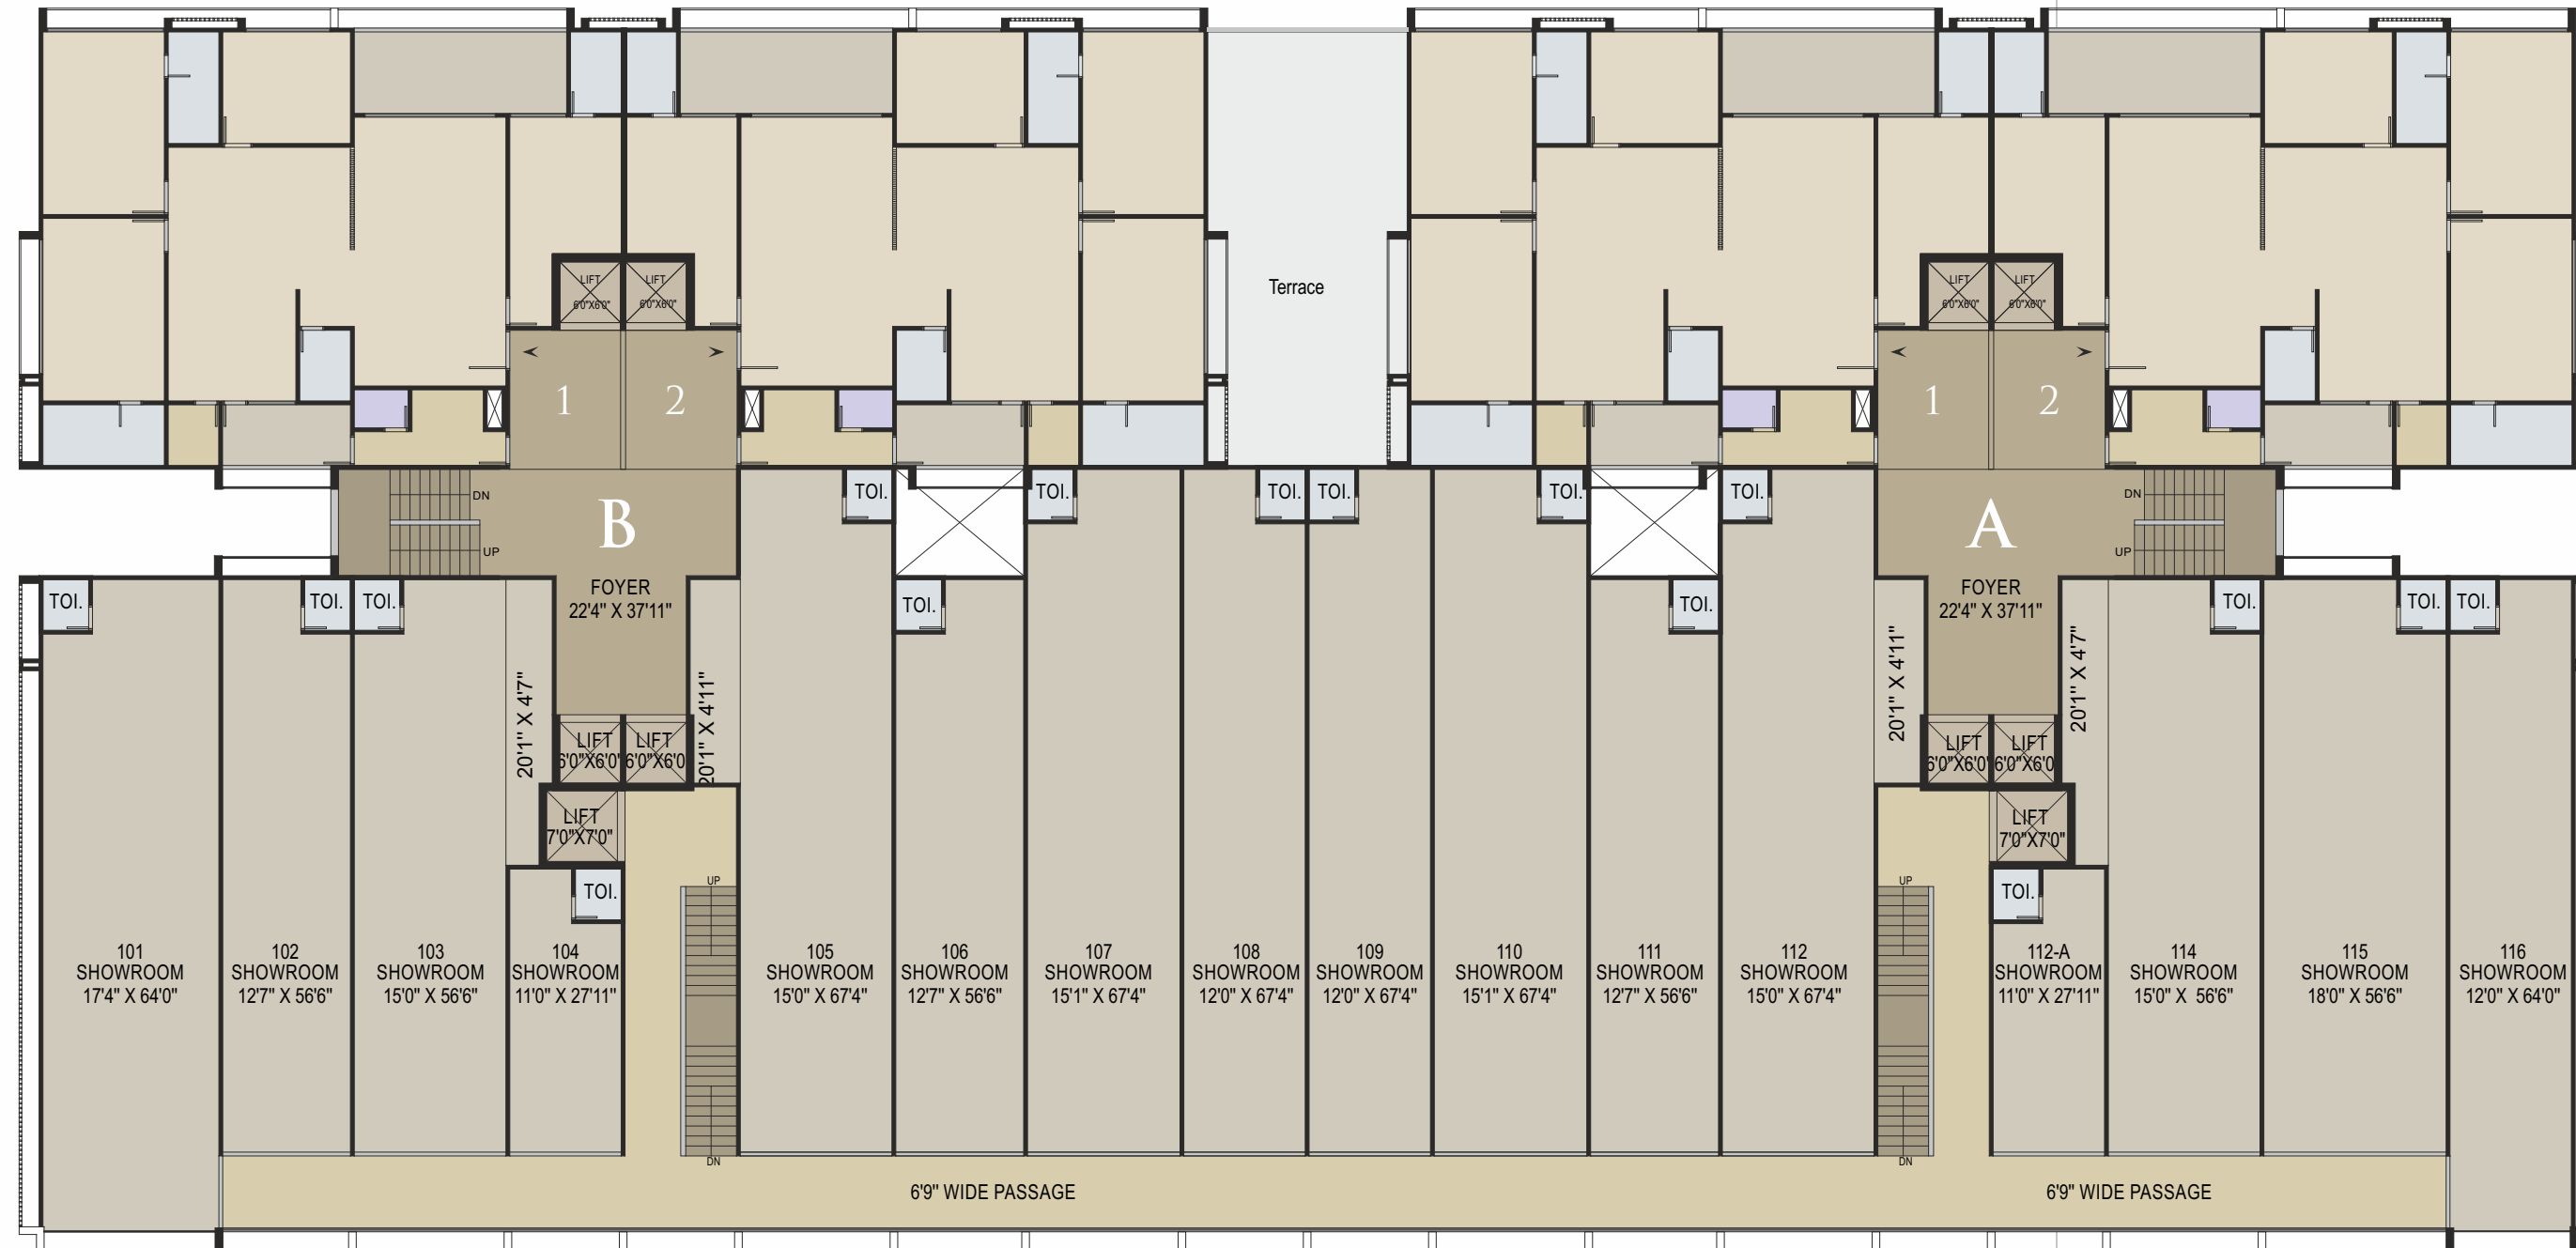 LIFT
6'0"X6'0"
LIFT
6'0"X6'0"
Terrace
LIFT
6'0"X6'0"
LIFT
6'0"X6'0"
1
2
1
2
DN
UP
B
TOI.
TOI.
TOI.
TOI.
TOI.
TOI.
A
DN
UP
TOI.
TOI.
TOI.
FOYER
22'4" X 37'11"
TOI.
TOI.
FOYER
22'4" X 37'11"
TOI.
TOI.
TOI.
20'1" X 4'7"
20'1" X 4'11"
20'1" X 4'11"
20'1" X 4'7"
LIFT
6'0"X6'0"
LIFT
6'0"X6'0
LIFT
6'0"X6'0"
LIFT
6'0"X6'0
LIFT
7'0"X7'0"
LIFT
7'0"X7'0"
TOI.
UP
UP
TOI.
101
SHOWROOM
17'4" X 64'0"
102
SHOWROOM
12'7" X 56'6"
103
SHOWROOM
15'0" X 56'6"
104
SHOWROOM
11'0" X 27'11"
105
SHOWROOM
15'0" X 67'4"
106
SHOWROOM
12'7" X 56'6"
107
SHOWROOM
15'1" X 67'4"
108
SHOWROOM
12'0" X 67'4"
109
SHOWROOM
12'0" X 67'4"
110
SHOWROOM
15'1" X 67'4"
111
SHOWROOM
12'7" X 56'6"
112
SHOWROOM
15'0" X 67'4"
112-A
SHOWROOM
11'0" X 27'11"
114
SHOWROOM
15'0" X 56'6"
115
SHOWROOM
18'0" X 56'6"
116
SHOWROOM
12'0" X 64'0"
DN
DN
6'9" WIDE PASSAGE
6'9" WIDE PASSAGE